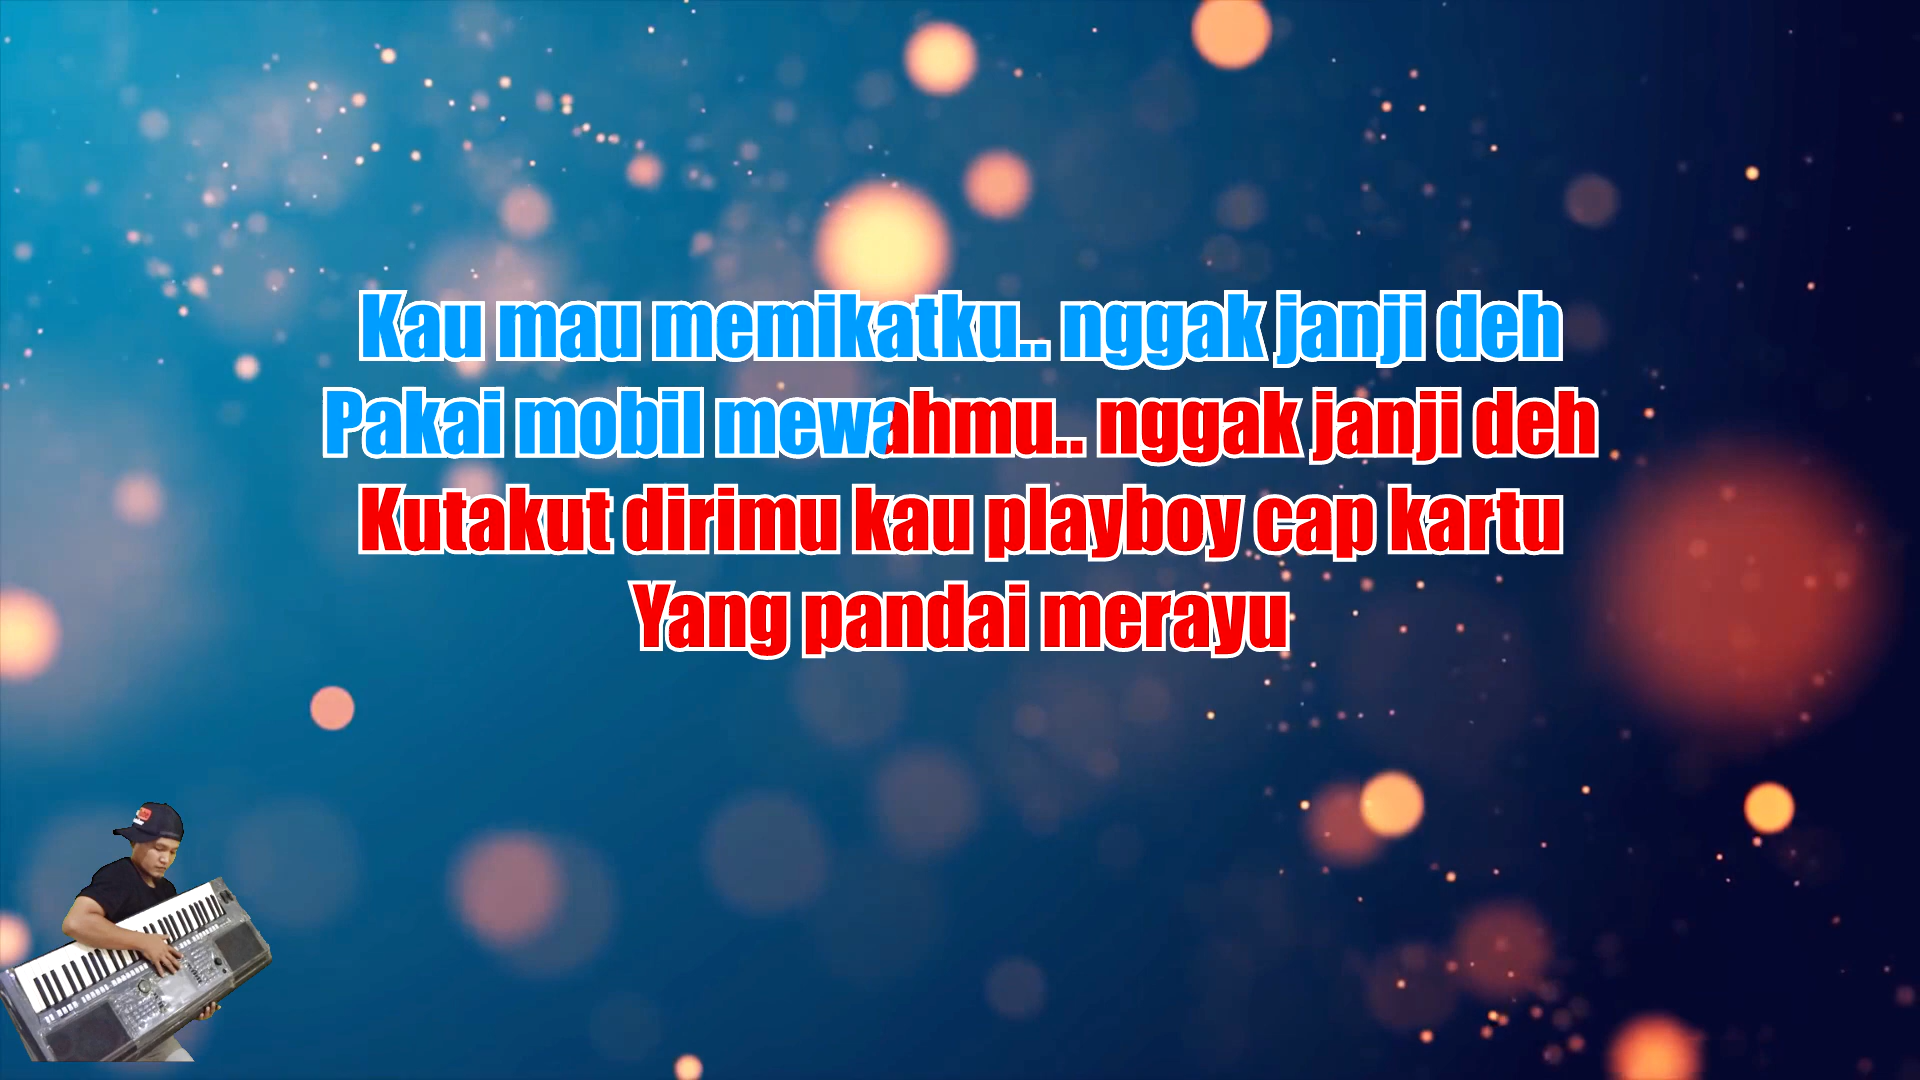 Kau mau memikatku.. nggak janji deh
Pakai mobil mewahmu.. nggak janji deh
Kutakut dirimu kau playboy cap kartu
Yang pandai merayu